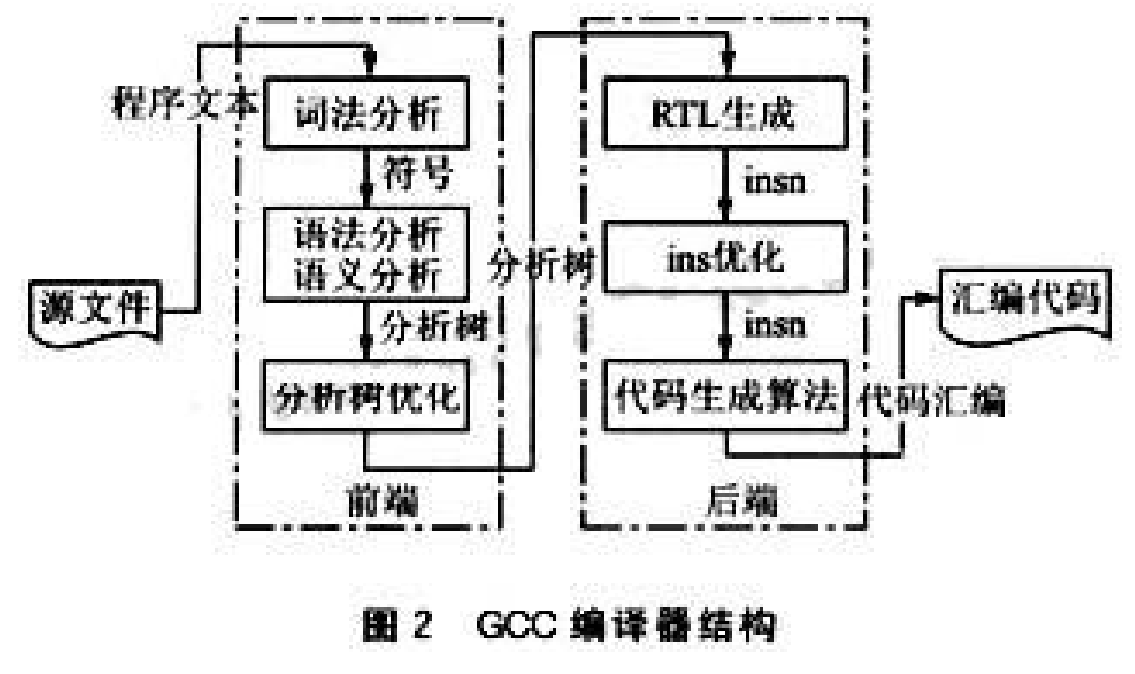 程序文本
词法分析
符号
语法分析
语义分析
分析树
分析树优化
前端
源文件
分析树
RTL生成
insn
ins优化
insn
代码生成算法
后端
代码汇编
汇编代码
图 2 GCC 编译器结构